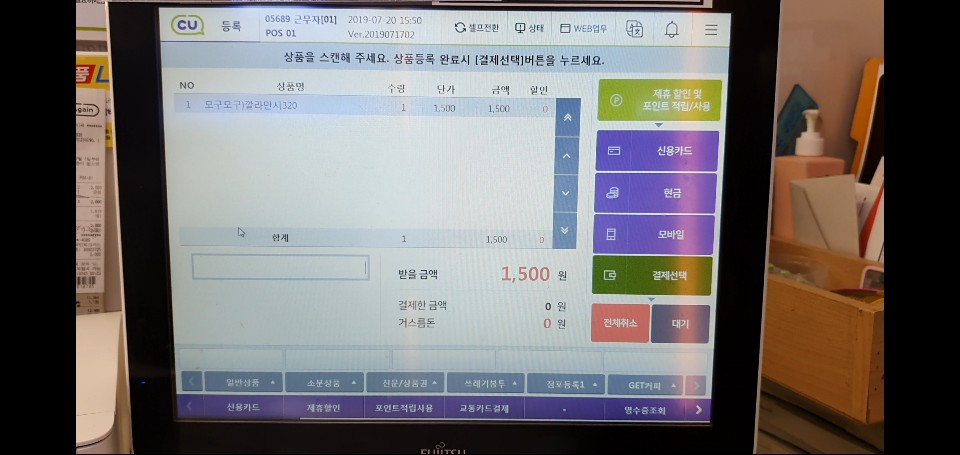 CU 등록 05689 근무자[01] 2019-07-20 15:50 셀프전환 상태 WEB업무
POS 01 Ver.2019071702
상품을 스캔해 주세요. 상품등록 완료시 [결제선택]버튼을 누르세요.
NO 상품명 수량 단가 금액 할인
1 모구모구)깔라만시320 1 1,500 1,500 0
합계 1 1,500 0
받을 금액 1,500 원
결제한 금액 0 원
거스름돈 0 원
제휴 할인 및
포인트 적립/사용
신용카드
현금
모바일
결제선택
전체취소 대기
일반상품 소분상품 신문/상품권 쓰레기봉투 점포등록1 GET커피
신용카드 제휴할인 포인트적립사용 교통카드결제 - 영수증조회
FUJITSU